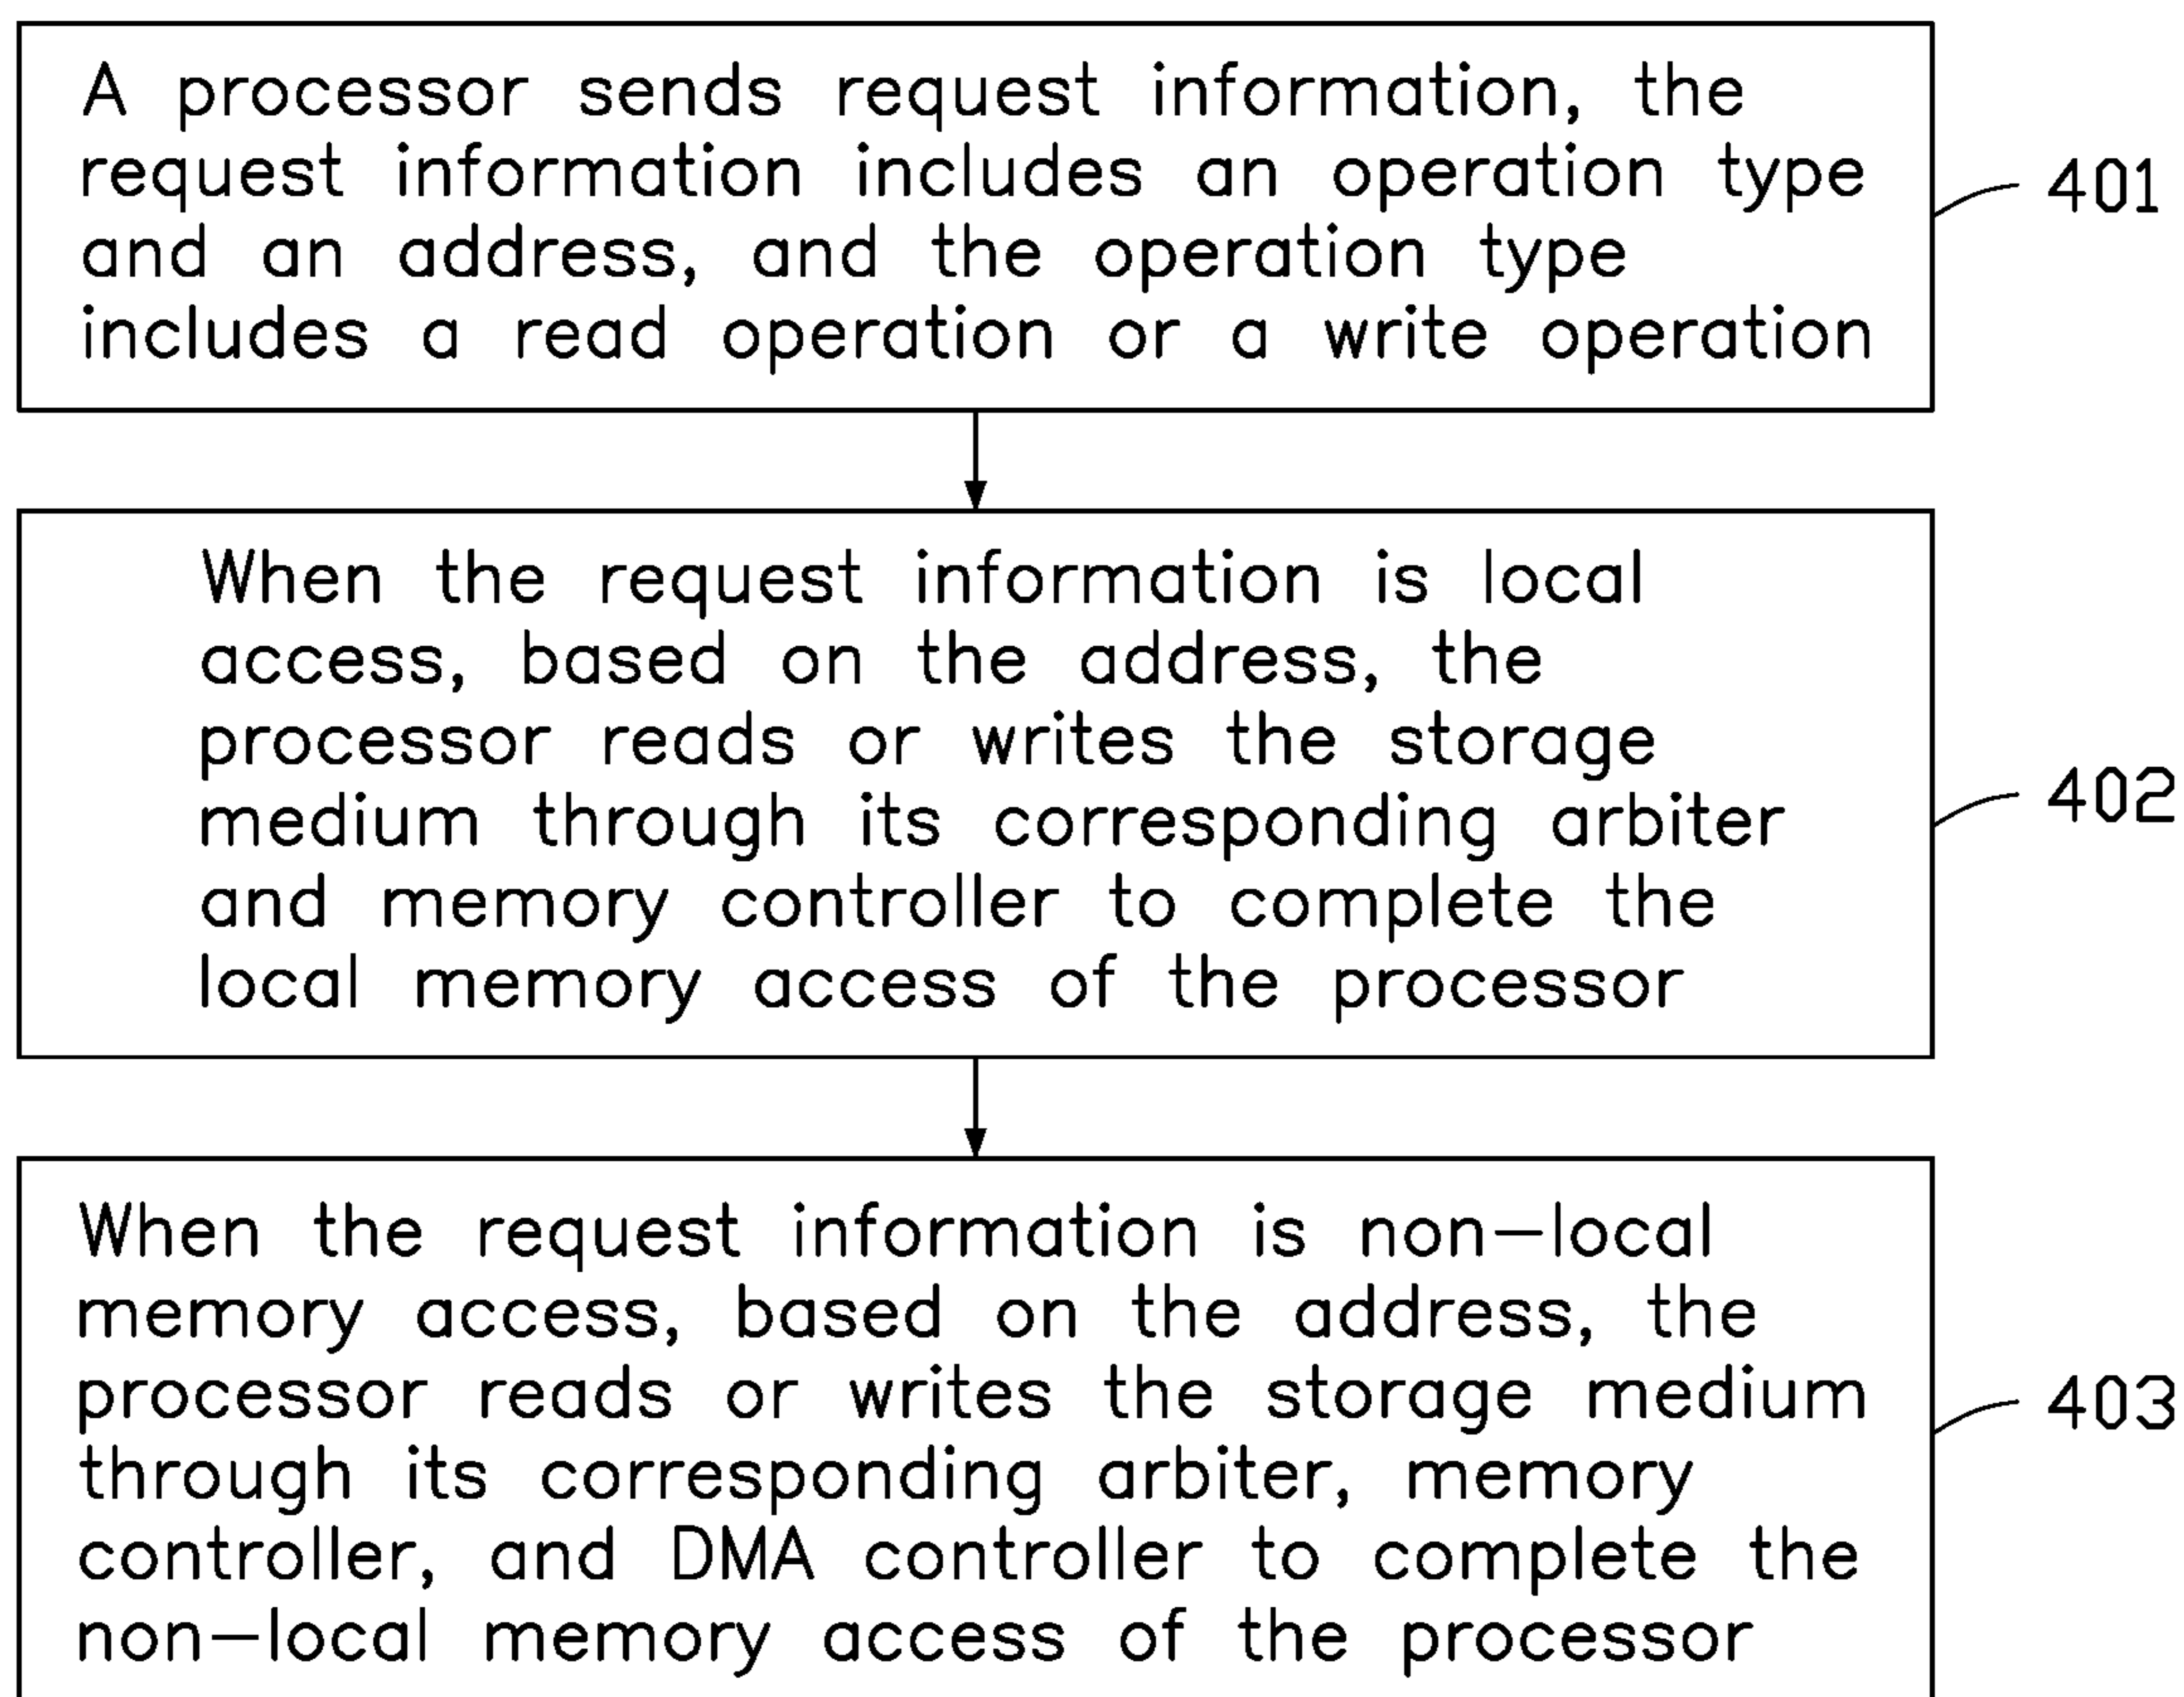 A processor sends request information, the
request information includes an operation type
and an address, and the operation type
includes a read operation or a write operation
401
When the request information is local
access, based on the address, the
processor reads or writes the storage
medium through its corresponding arbiter
and memory controller to complete the
local memory access of the processor
402
When the request information is non-local
memory access, based on the address, the
processor reads or writes the storage medium
through its corresponding arbiter, memory
controller, and DMA controller to complete the
non-local memory access of the processor
403